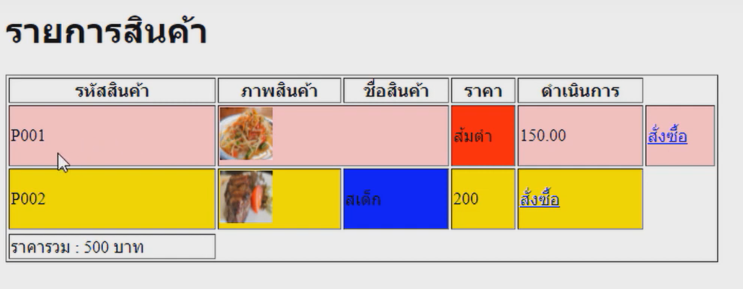 รายการสินค้า
รหัสสินค้า ภาพสินค้า ชื่อสินค้า ราคา ดำเนินการ
P001 ส้มตำ 150.00 สั่งซื้อ
P002 สเต็ก 200 สั่งซื้อ
ราคารวม : 500 บาท